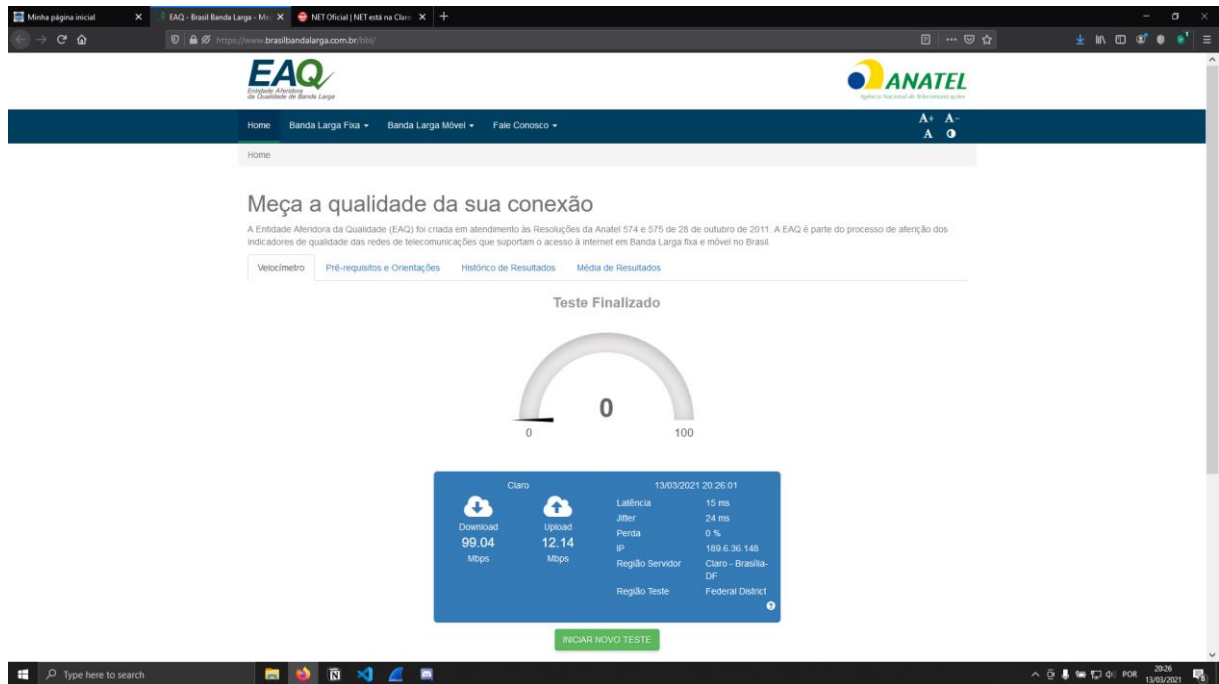 Minha página inicial
EAQ - Brasil Banda Larga - Me
NET Oficial | NET está na Claro
https://www.brasilbandalarga.com.br/bbl/
EAQ
Entidade Aferidora
da Qualidade de Banda Larga
ANATEL
Agência Nacional de Telecomunicações
Home Banda Larga Fixa Banda Larga Móvel Fale Conosco
A+ A-
A
Home
Meça a qualidade da sua conexão
A Entidade Aferidora da Qualidade (EAQ) foi criada em atendimento às Resoluções da Anatel 574 e 575 de 28 de outubro de 2011. A EAQ é parte do processo de aferição dos
indicadores de qualidade das redes de telecomunicações que suportam o acesso à internet em Banda Larga fixa e móvel no Brasil.
Velocímetro Pré-requisitos e Orientações Histórico de Resultados Média de Resultados
Teste Finalizado
0
0 100
Claro
Download
99.04
Mbps
Upload
12.14
Mbps
13/03/2021 20:26:01
Latência 15 ms
Jitter 24 ms
Perda 0 %
IP 189.6.36.148
Região Servidor Claro - Brasília-
DF
Região Teste Federal District
INICIAR NOVO TESTE
Type here to search
POR
20:26
13/03/2021